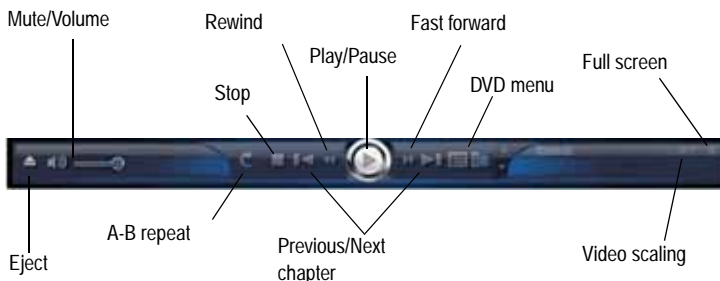 Mute/Volume
Rewind
Fast forward
Play/Pause
Full screen
Stop
DVD menu
A-B repeat
Previous/Next
chapter
Video scaling
Eject